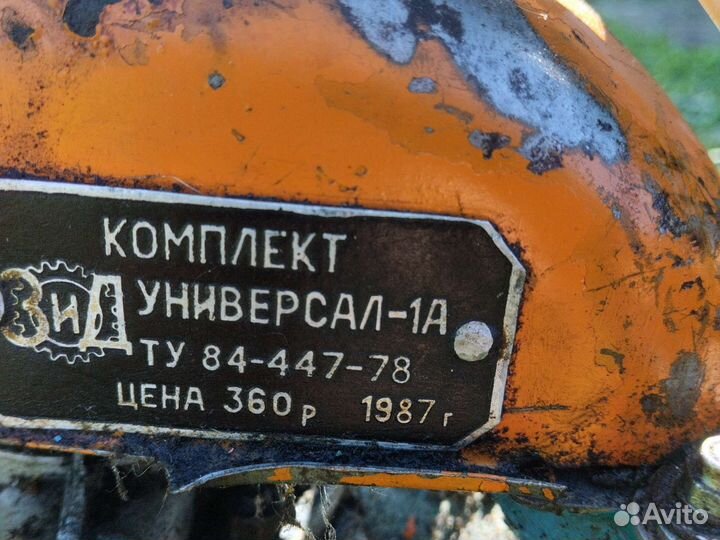 КОМПЛЕКТ
ЗиД УНИВЕРСАЛ-1А
ТУ 84-447-78
ЦЕНА 360р 1987г
Avito